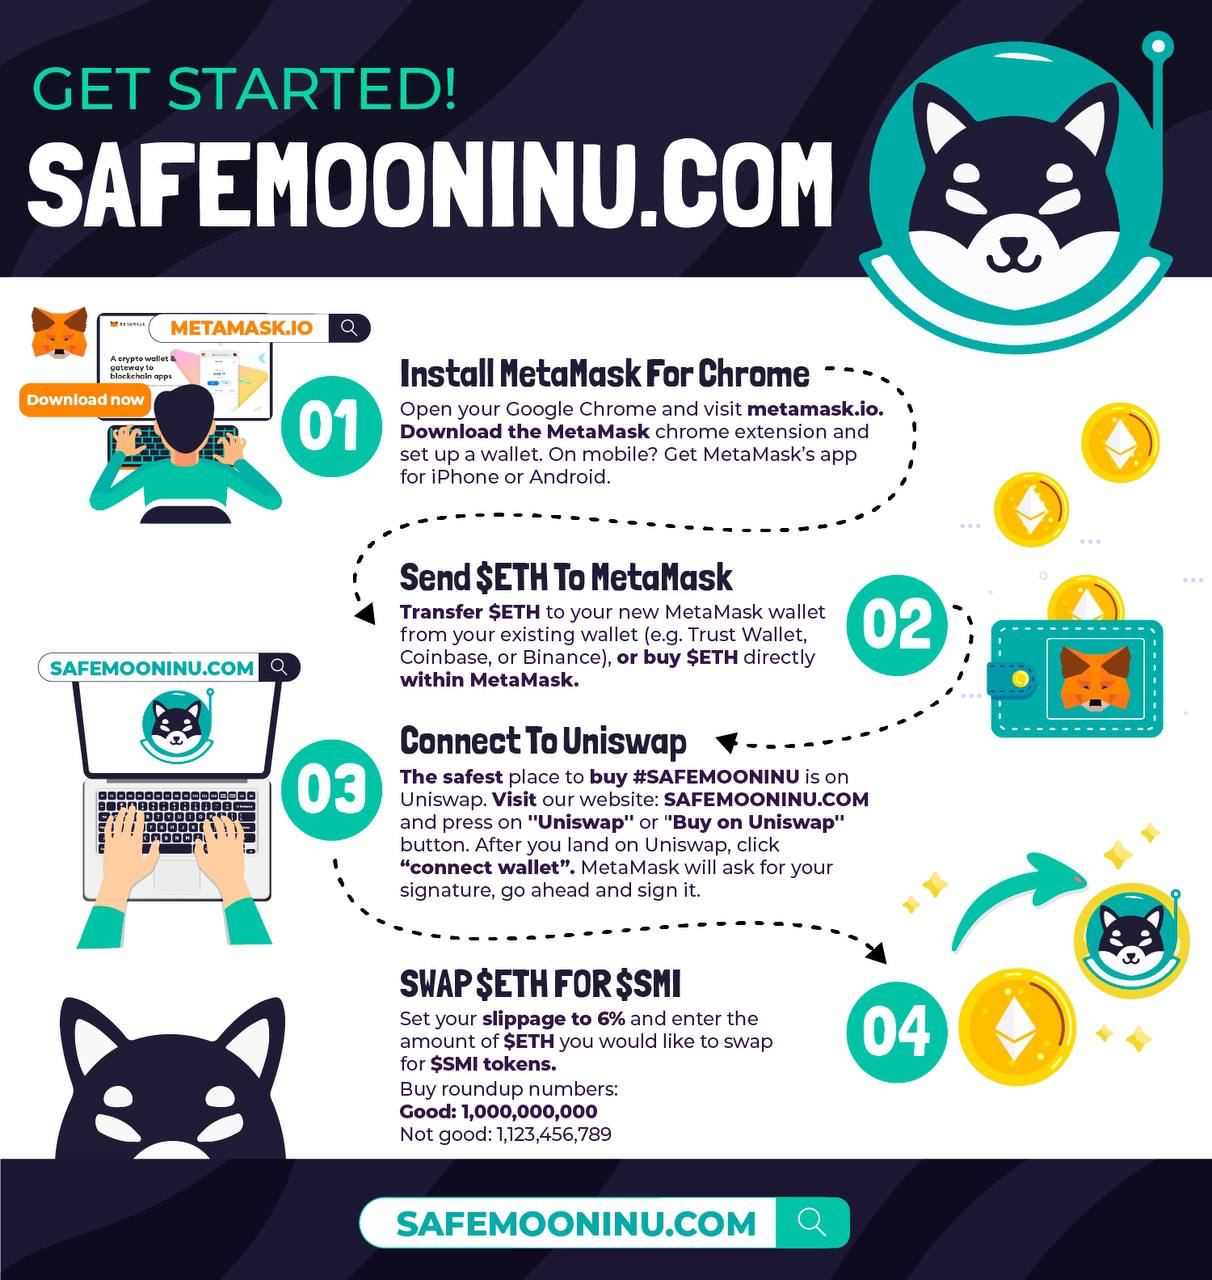 GET STARTED!
SAFEMOONINU.COM
METAMASK
METAMASK.IO
A crypto wallet &
gateway to
blockchain apps
Download now
01
Install MetaMask For Chrome
Open your Google Chrome and visit metamask.io.
Download the MetaMask chrome extension and
set up a wallet. On mobile? Get MetaMask's app
for iPhone or Android.
Send $ETH To MetaMask
Transfer $ETH to your new MetaMask wallet
from your existing wallet (e.g. Trust Wallet,
Coinbase, or Binance), or buy $ETH directly
within MetaMask.
02
SAFEMOONINU.COM
03
Connect To Uniswap
The safest place to buy #SAFEMOONINU is on
Uniswap. Visit our website: SAFEMOONINU.COM
and press on "Uniswap" or "Buy on Uniswap"
button. After you land on Uniswap, click
“connect wallet”. MetaMask will ask for your
signature, go ahead and sign it.
SWAP $ETH FOR $SMI
Set your slippage to 6% and enter the
amount of $ETH you would like to swap
for $SMI tokens.
Buy roundup numbers:
Good: 1,000,000,000
Not good: 1,123,456,789
04
SAFEMOONINU.COM